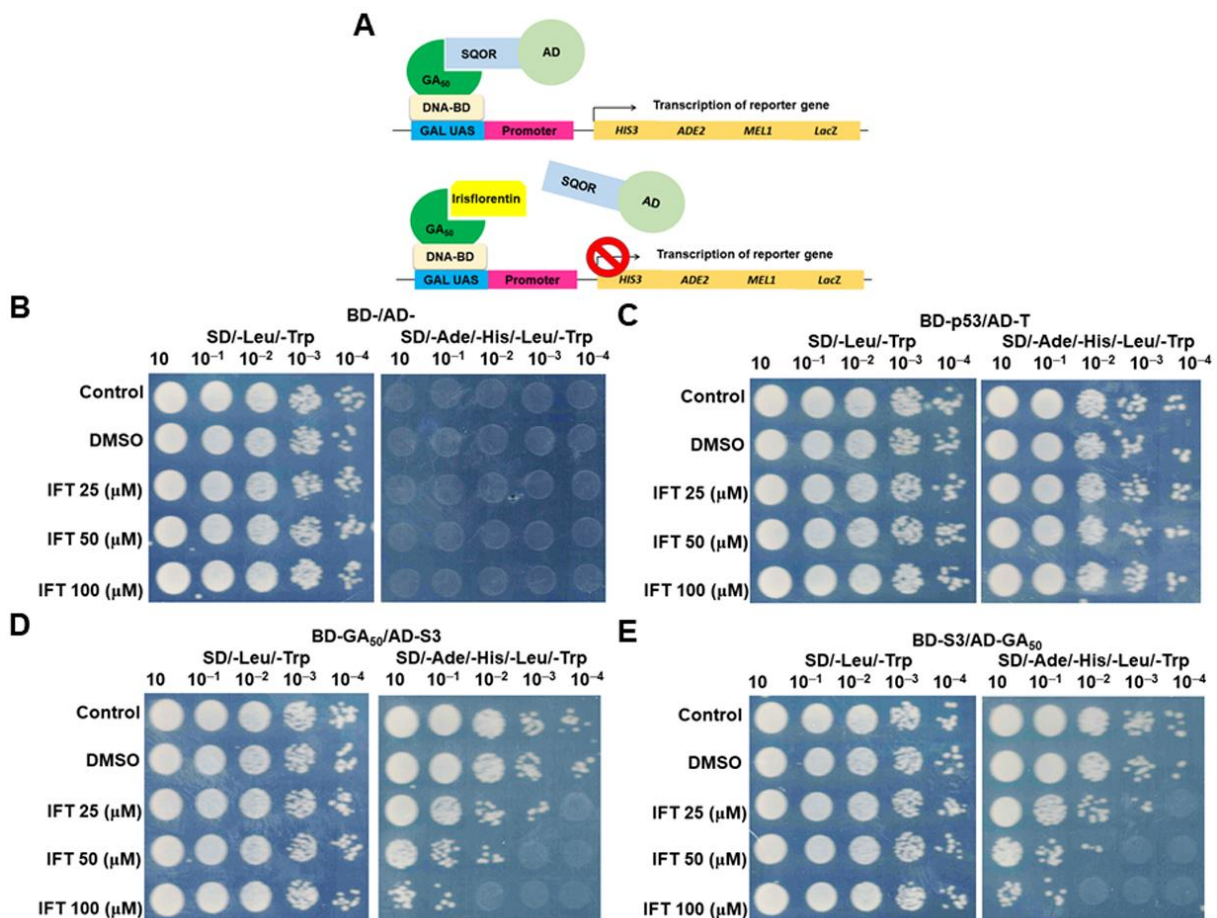 A
SQOR
AD
GA₅₀
DNA-BD
GAL UAS
Promoter
Transcription of reporter gene
HIS3 ADE2 MEL1 LacZ
Irisflorentin
SQOR
AD
GA₅₀
DNA-BD
GAL UAS
Promoter
Transcription of reporter gene
HIS3 ADE2 MEL1 LacZ
B
BD-/AD-
SD/-Leu/-Trp SD/-Ade/-His/-Leu/-Trp
10 10⁻¹ 10⁻² 10⁻³ 10⁻⁴ 10 10⁻¹ 10⁻² 10⁻³ 10⁻⁴
Control
DMSO
IFT 25 (μM)
IFT 50 (μM)
IFT 100 (μM)
C
BD-p53/AD-T
SD/-Leu/-Trp SD/-Ade/-His/-Leu/-Trp
10 10⁻¹ 10⁻² 10⁻³ 10⁻⁴ 10 10⁻¹ 10⁻² 10⁻³ 10⁻⁴
Control
DMSO
IFT 25 (μM)
IFT 50 (μM)
IFT 100 (μM)
D
BD-GA₅₀/AD-S3
SD/-Leu/-Trp SD/-Ade/-His/-Leu/-Trp
10 10⁻¹ 10⁻² 10⁻³ 10⁻⁴ 10 10⁻¹ 10⁻² 10⁻³ 10⁻⁴
Control
DMSO
IFT 25 (μM)
IFT 50 (μM)
IFT 100 (μM)
E
BD-S3/AD-GA₅₀
SD/-Leu/-Trp SD/-Ade/-His/-Leu/-Trp
10 10⁻¹ 10⁻² 10⁻³ 10⁻⁴ 10 10⁻¹ 10⁻² 10⁻³ 10⁻⁴
Control
DMSO
IFT 25 (μM)
IFT 50 (μM)
IFT 100 (μM)